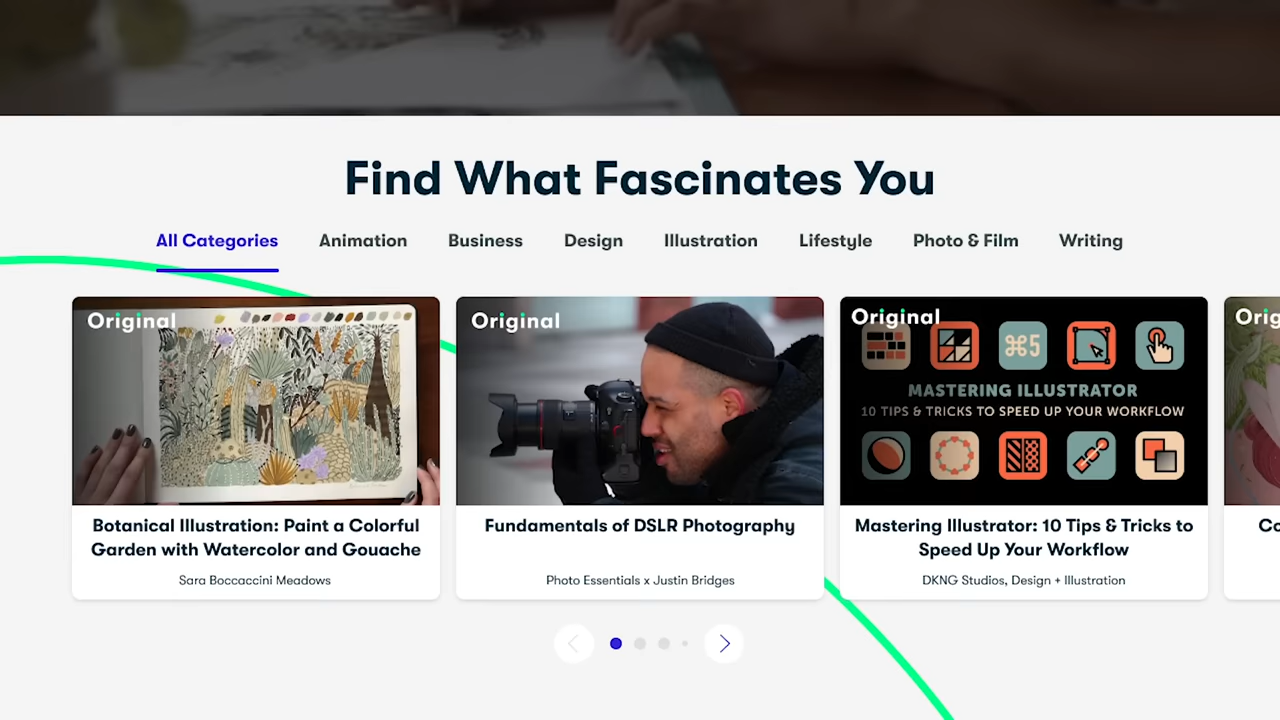 Find What Fascinates You
All Categories Animation Business Design Illustration Lifestyle Photo & Film Writing
Original
Botanical Illustration: Paint a Colorful
Garden with Watercolor and Gouache
Sara Boccaccini Meadows
Original
Fundamentals of DSLR Photography
Photo Essentials x Justin Bridges
Original
⌘5
MASTERING ILLUSTRATOR
10 TIPS & TRICKS TO SPEED UP YOUR WORKFLOW
Mastering Illustrator: 10 Tips & Tricks to
Speed Up Your Workflow
DKNG Studios, Design + Illustration